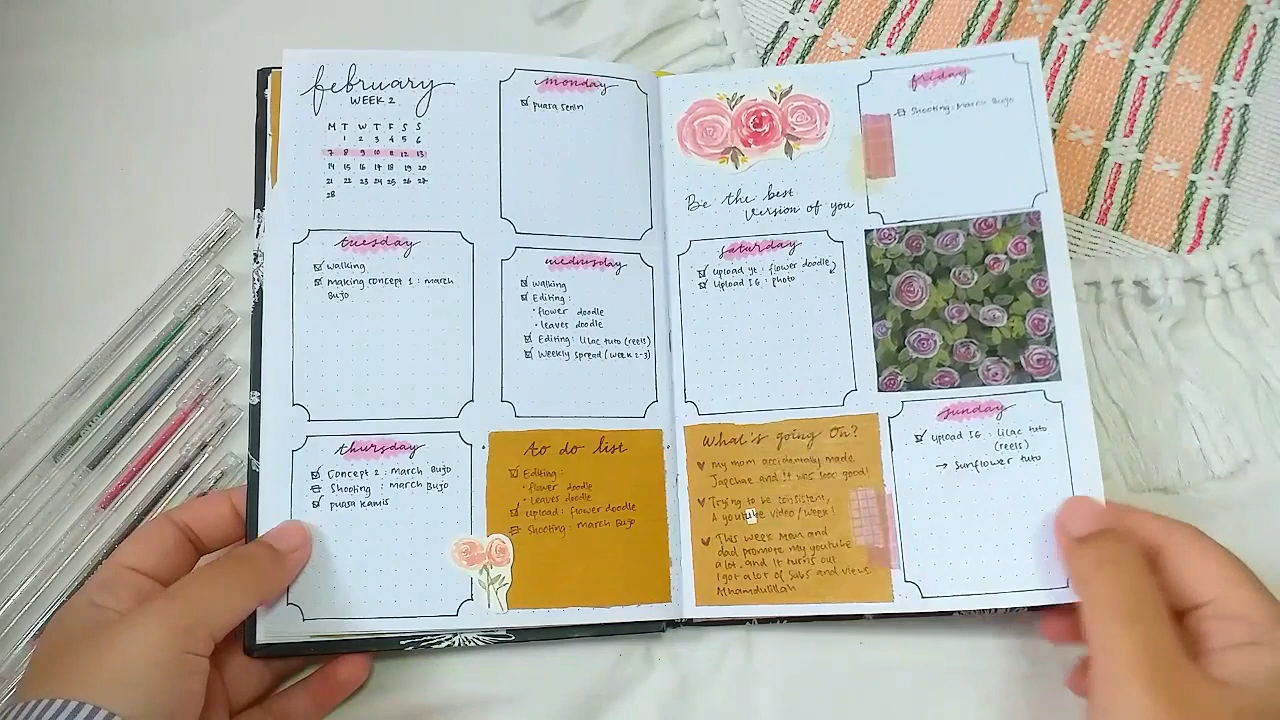 february
WEEK 2
M T W T F S S
1 2 3 4 5 6
7 8 9 10 11 12 13
14 15 16 17 18 19 20
21 22 23 24 25 26 27
28
monday
puasa senin
tuesday
walking
making concept 1 : march
Bujo
wednesday
walking
Editing :
• flower doodle
• leaves doodle
Editing : lilac tuto (reels)
Weekly spread (week 2-3)
thursday
Concept 2 : march Bujo
Shooting : march Bujo
puasa kamis
To do list
Editing :
• flower doodle
• leaves doodle
upload : flower doodle
Shooting : march Bujo
Be the best
Version of you
friday
Shooting : march Bujo
saturday
upload yt : flower doodle
Upload IG : photo
What's going On?
My mom accidentally made
Japchae and it was soon good!
Trying to be consistent,
A youtube video / week !
This week Mom and
dad promote my youtube
a lot. and it turns out
I got a lot of subs and views.
Alhamdulillah
sunday
upload IG : lilac tuto
(reels)
→ Sunflower tuto